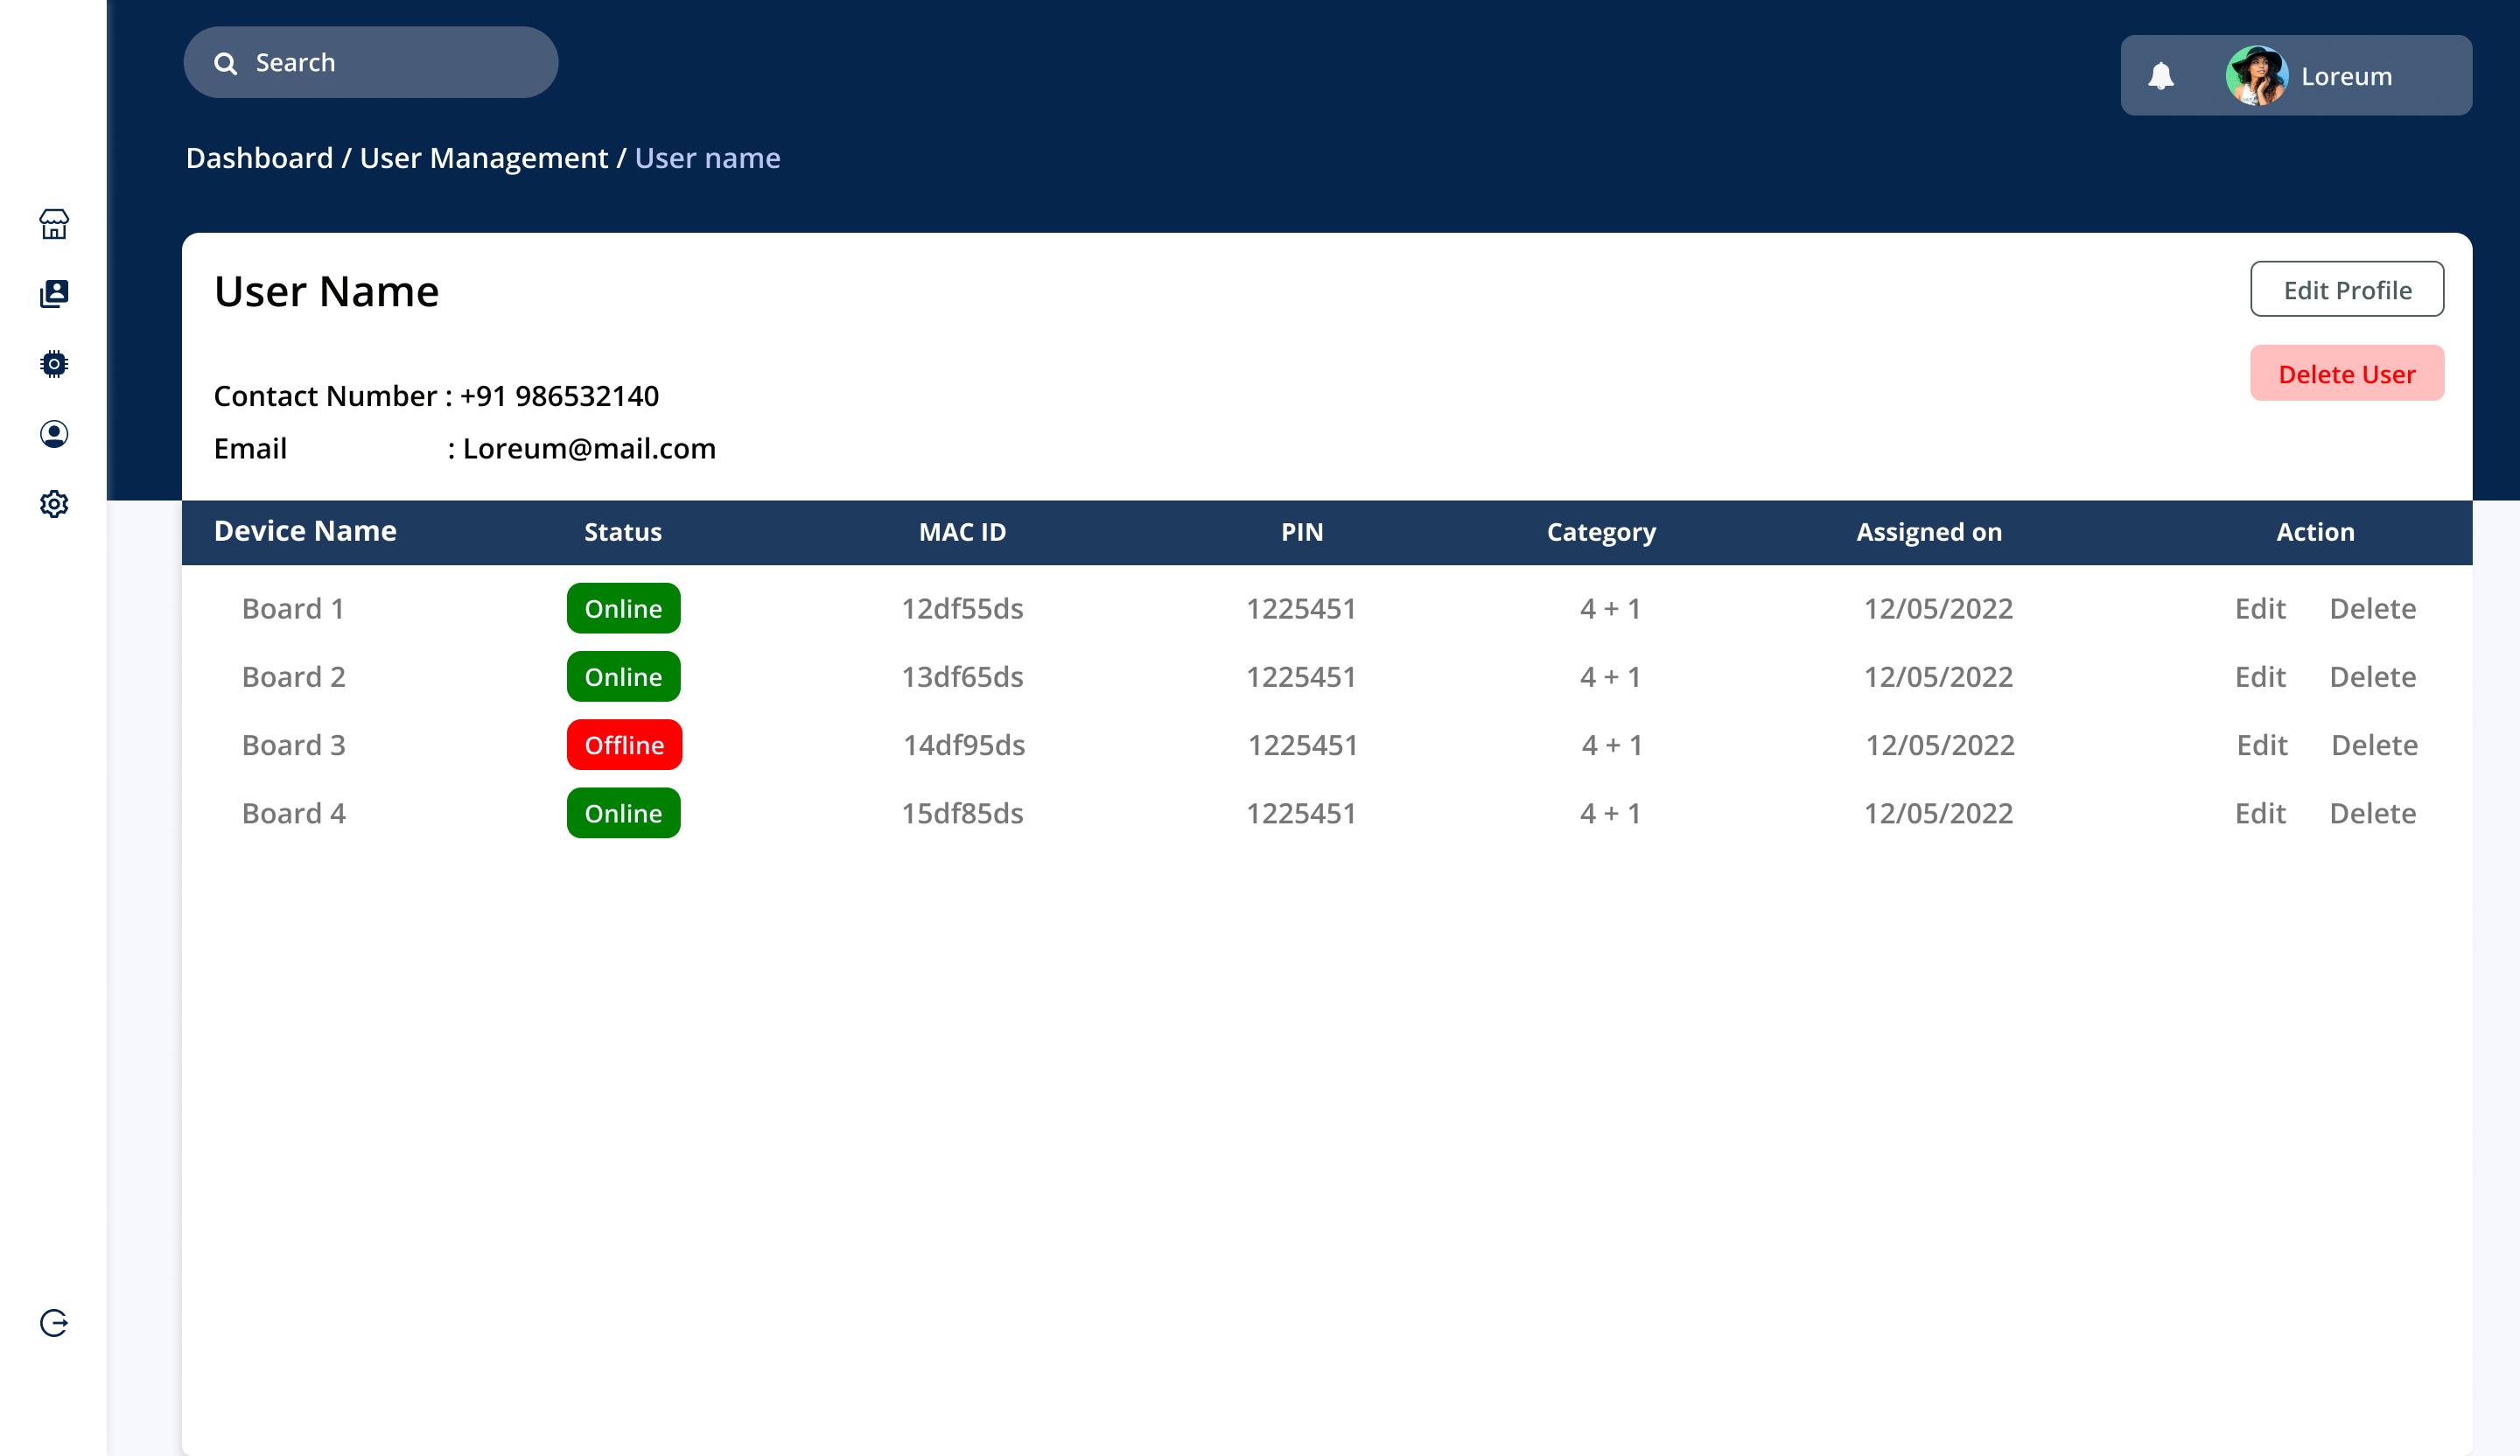 Search
Loreum
Dashboard / User Management / User name
User Name
Edit Profile
Delete User
Contact Number : +91 986532140
Email : Loreum@mail.com
Device Name Status MAC ID PIN Category Assigned on Action
Board 1 Online 12df55ds 1225451 4 + 1 12/05/2022 Edit Delete
Board 2 Online 13df65ds 1225451 4 + 1 12/05/2022 Edit Delete
Board 3 Offline 14df95ds 1225451 4 + 1 12/05/2022 Edit Delete
Board 4 Online 15df85ds 1225451 4 + 1 12/05/2022 Edit Delete